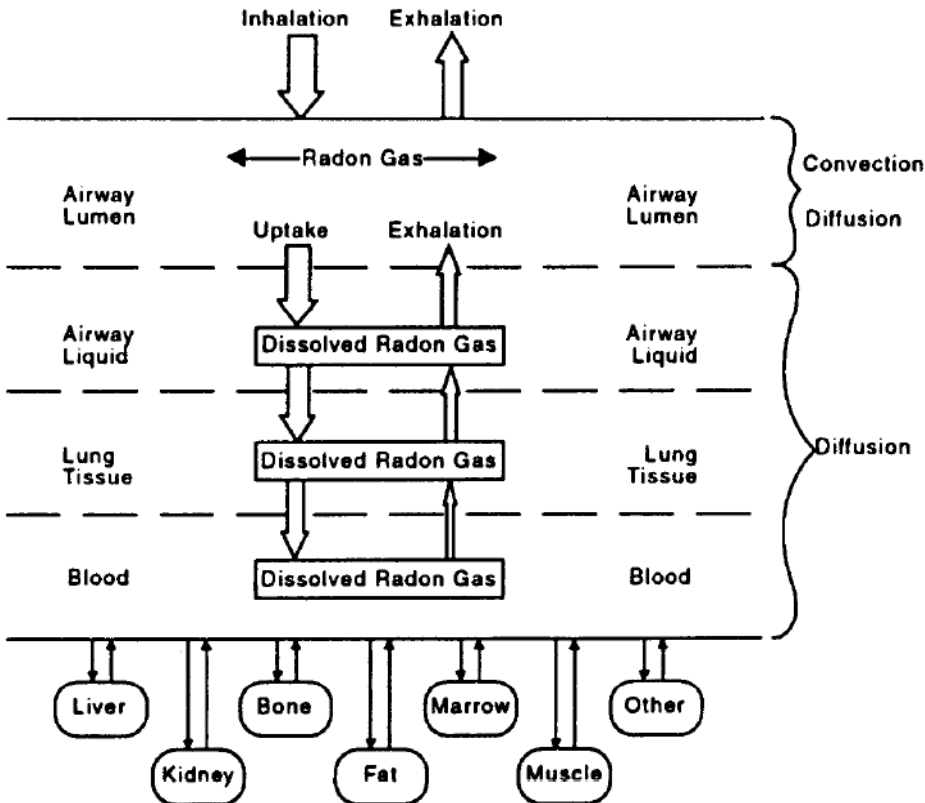 Inhalation Exhalation
Radon Gas
Convection
Airway
Lumen
Airway
Lumen
Diffusion
Uptake Exhalation
Airway
Liquid
Dissolved Radon Gas
Airway
Liquid
Diffusion
Lung
Tissue
Dissolved Radon Gas
Lung
Tissue
Blood
Dissolved Radon Gas
Blood
Liver Bone Marrow Other
Kidney Fat Muscle